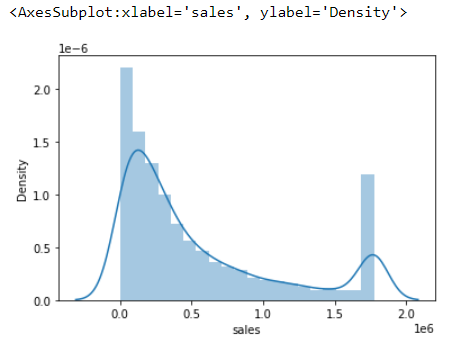 <AxesSubplot:xlabel='sales', ylabel='Density'>
1e−6
2.0
1.5
1.0
0.5
0.0
Density
0.0 0.5 1.0 1.5 2.0
sales
1e6